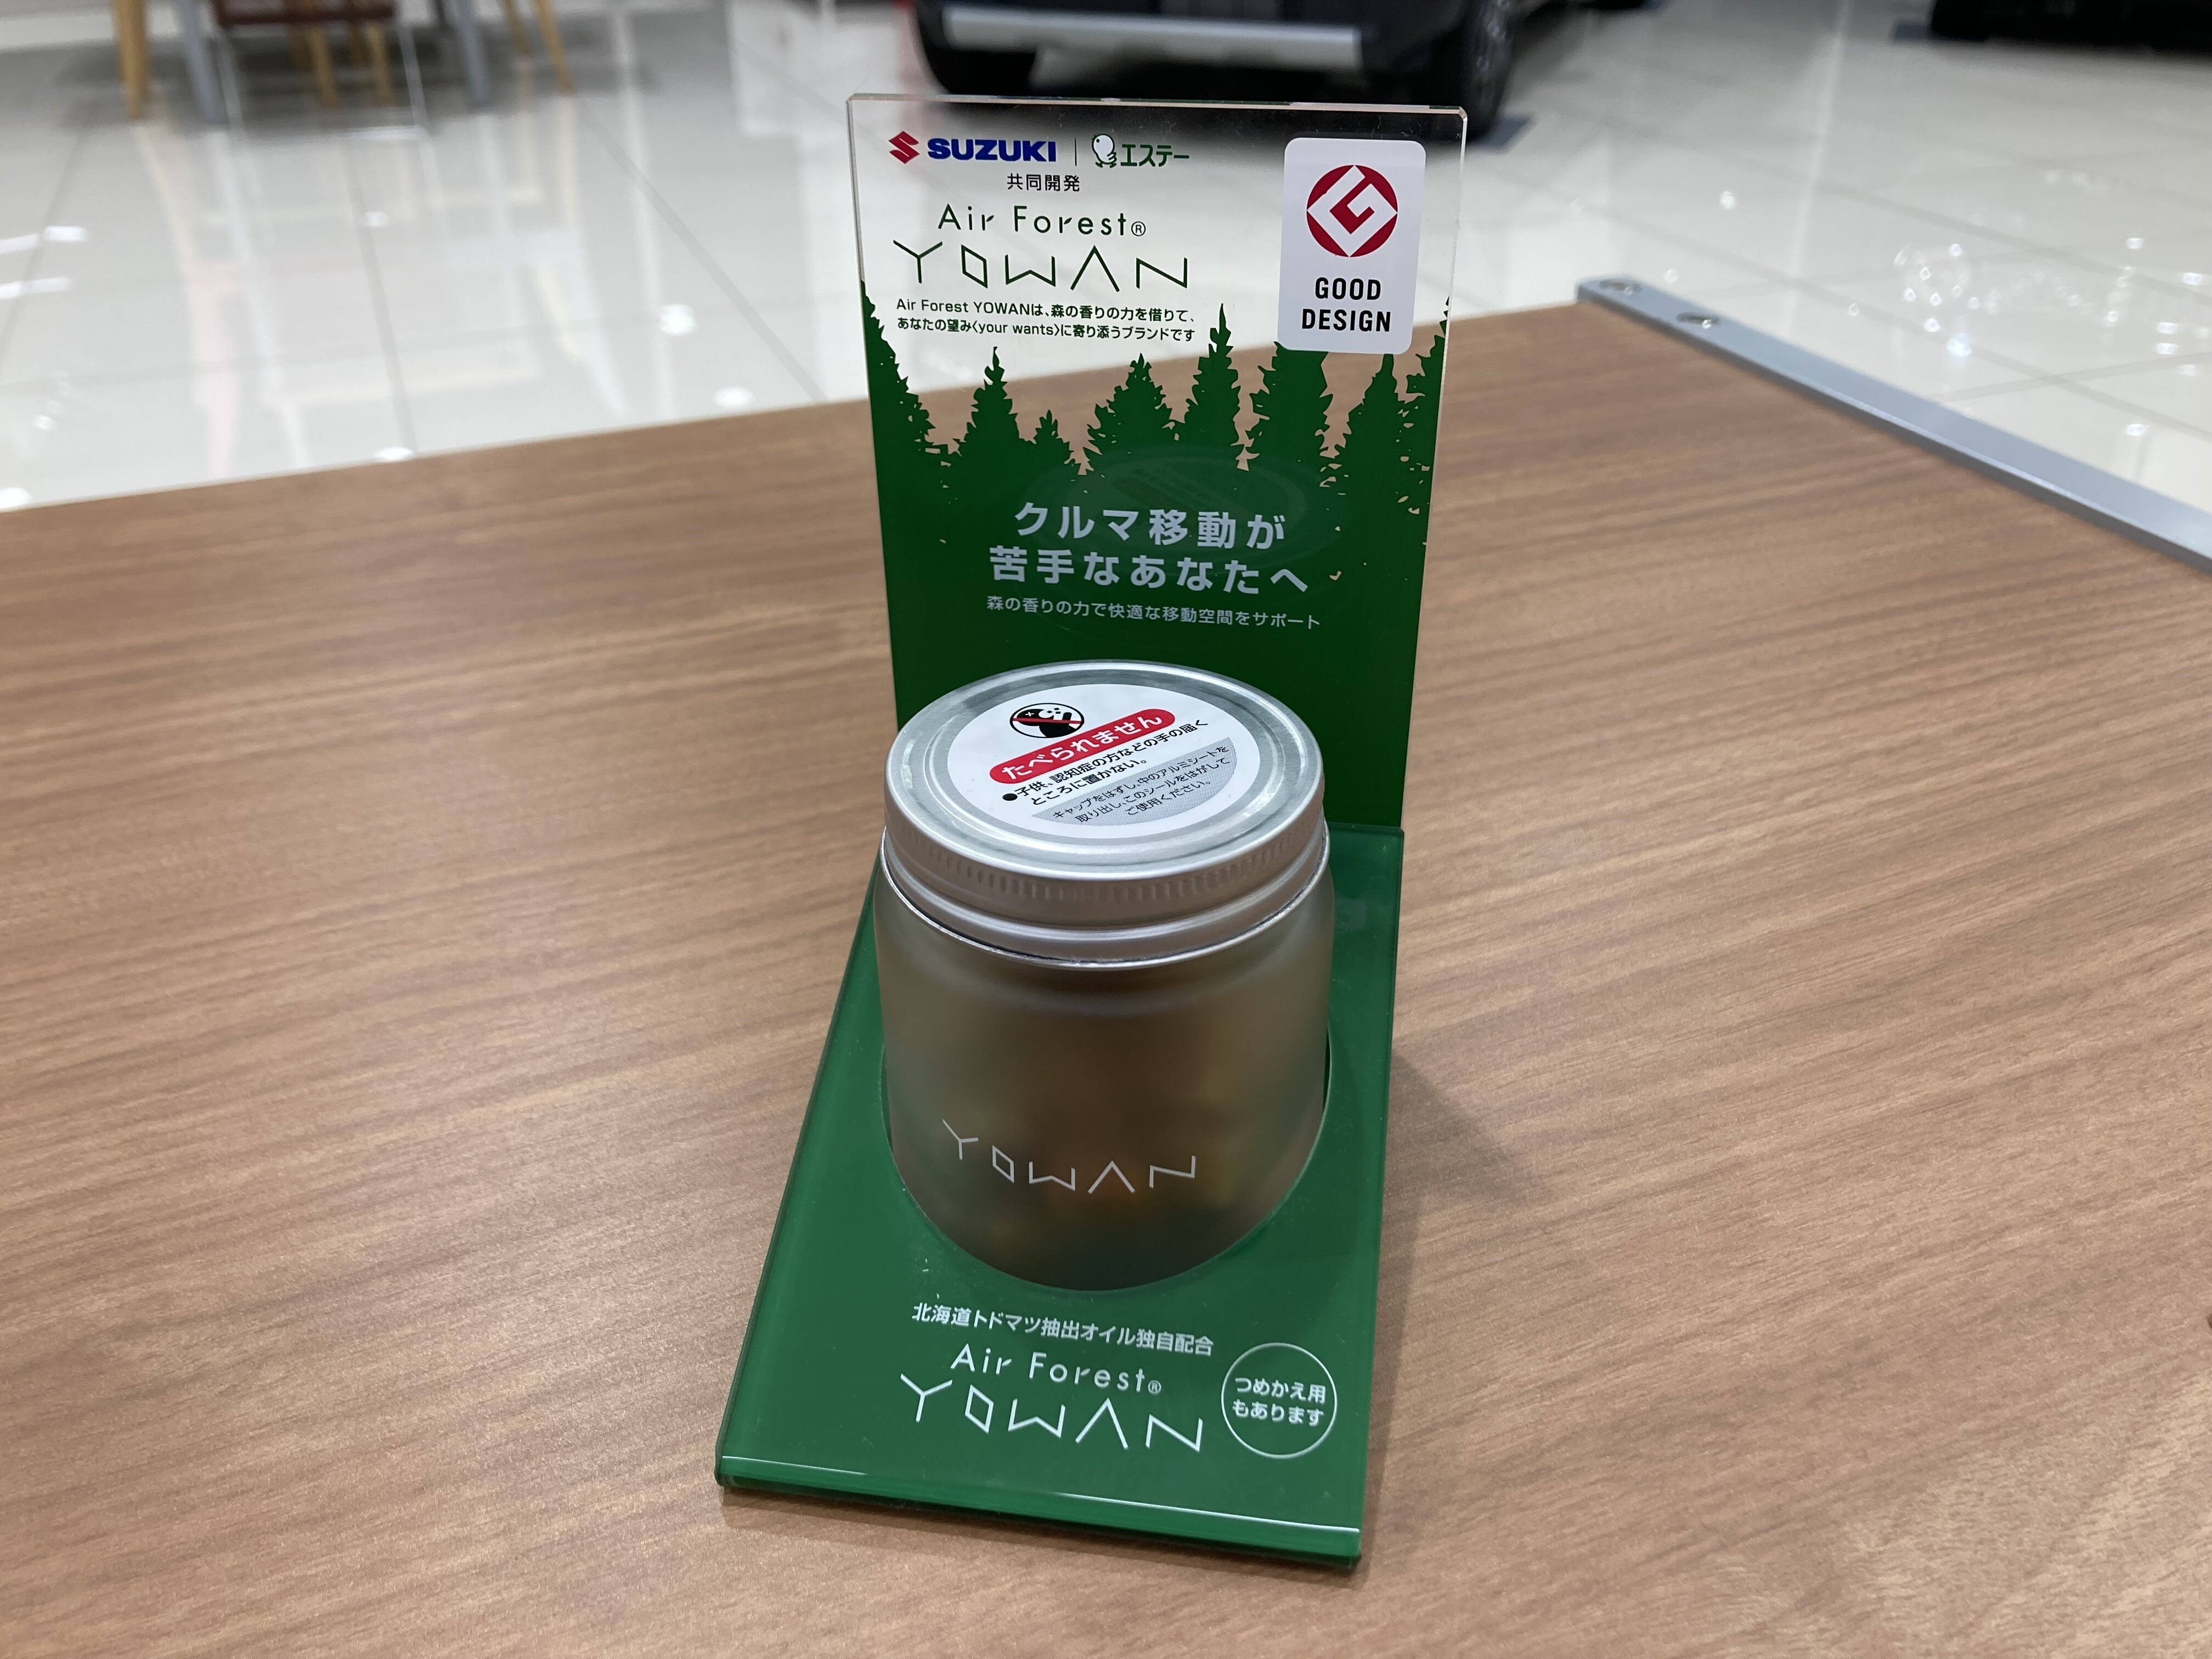 SUZUKI | エステー
共同開発
Air Forest®
YOWAN
Air Forest YOWANは、森の香りの力を借りて、
あなたの望み〈your wants〉に寄り添うブランドです
GOOD
DESIGN
クルマ移動が
苦手なあなたへ
森の香りの力で快適な移動空間をサポート
たべられません
●子供、認知症の方などの手の届く
ところに置かない。
キャップをはずし、中のアルミシートを
取り出し、このシールをはがして
ご使用ください。
YOWAN
北海道トドマツ抽出オイル独自配合
Air Forest®
YOWAN
つめかえ用
もあります